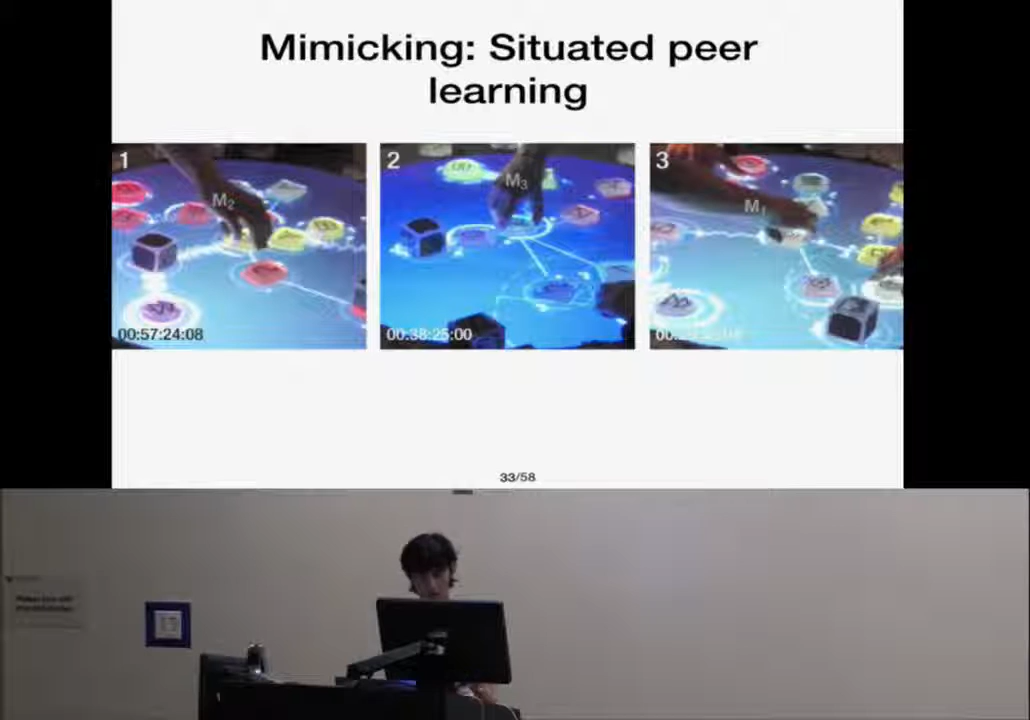 Mimicking: Situated peer
learning
1
M2
00:57:24:08
2
M3
00:38:25:00
3
M1
33/58